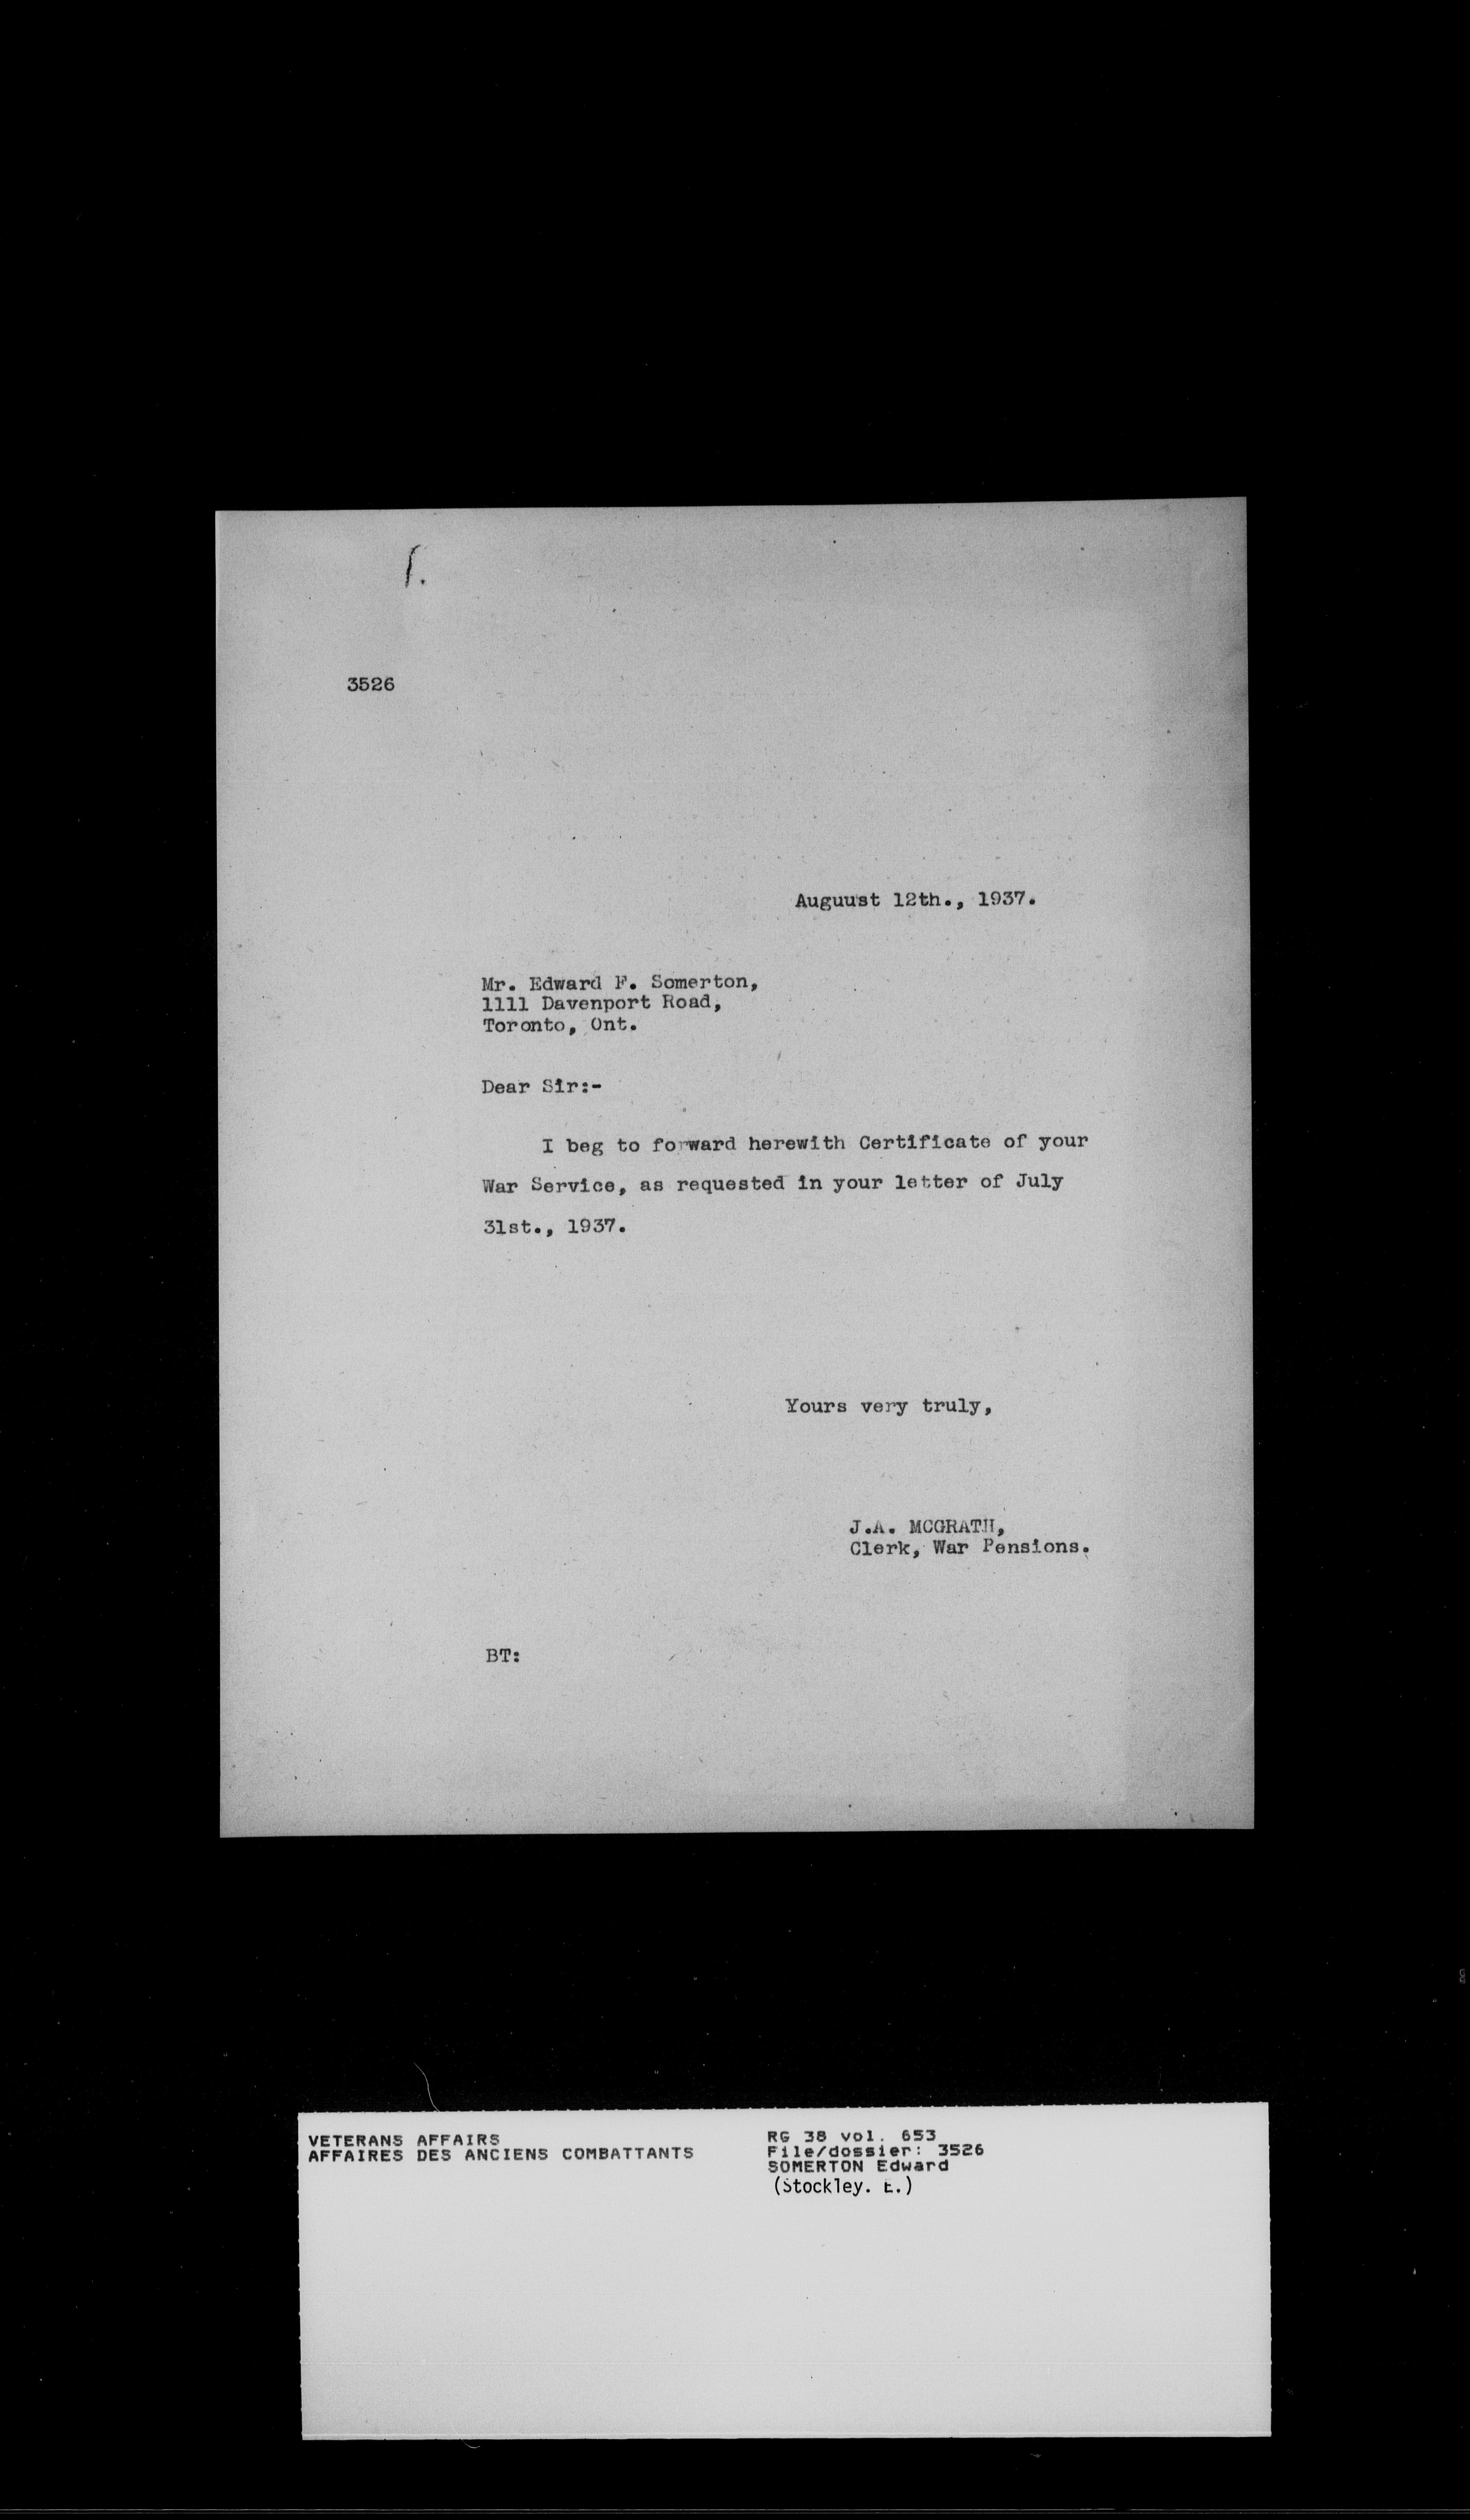 3526
Auguust 12th., 1937.
Mr. Edward F. Somerton,
1111 Davenport Road,
Toronto, Ont.
Dear Sir:-
I beg to forward herewith Certificate of your
War Service, as requested in your letter of July
31st., 1937.
Yours very truly,
J.A. MCGRATH,
Clerk, War Pensions.
BT:
VETERANS AFFAIRS
AFFAIRES DES ANCIENS COMBATTANTS
RG 38 vol. 653
File/dossier: 3526
SOMERTON Edward
(Stockley. E.)